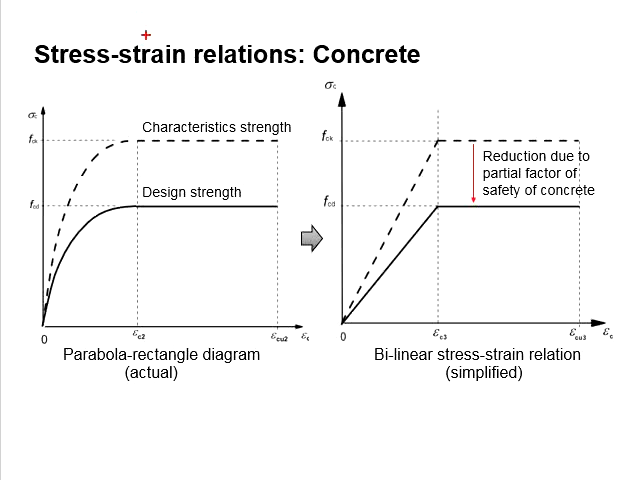 Stress-strain relations: Concrete
σc
fck
Characteristics strength
fcd
Design strength
0
εc2
εcu2
εc
Parabola-rectangle diagram
(actual)
σc
fck
Reduction due to
partial factor of
safety of concrete
fcd
0
εc3
εcu3
εc
Bi-linear stress-strain relation
(simplified)